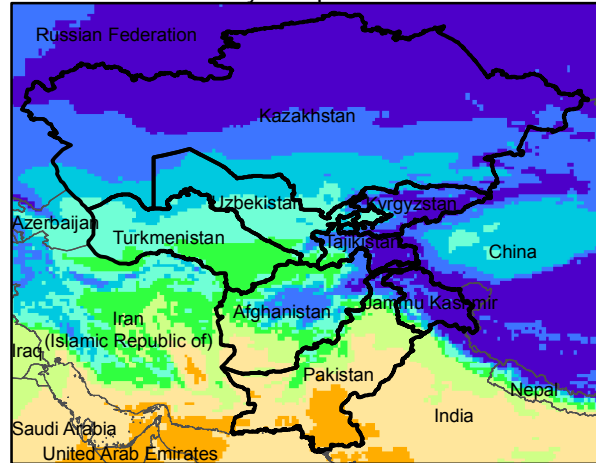 Russian Federation
Kazakhstan
Uzbekistan
Kyrgyzstan
Azerbaijan
Turkmenistan
Tajikistan
China
Afghanistan
Jammu Kashmir
Iran
(Islamic Republic of)
Iraq
Pakistan
Nepal
India
Saudi Arabia
United Arab Emirates